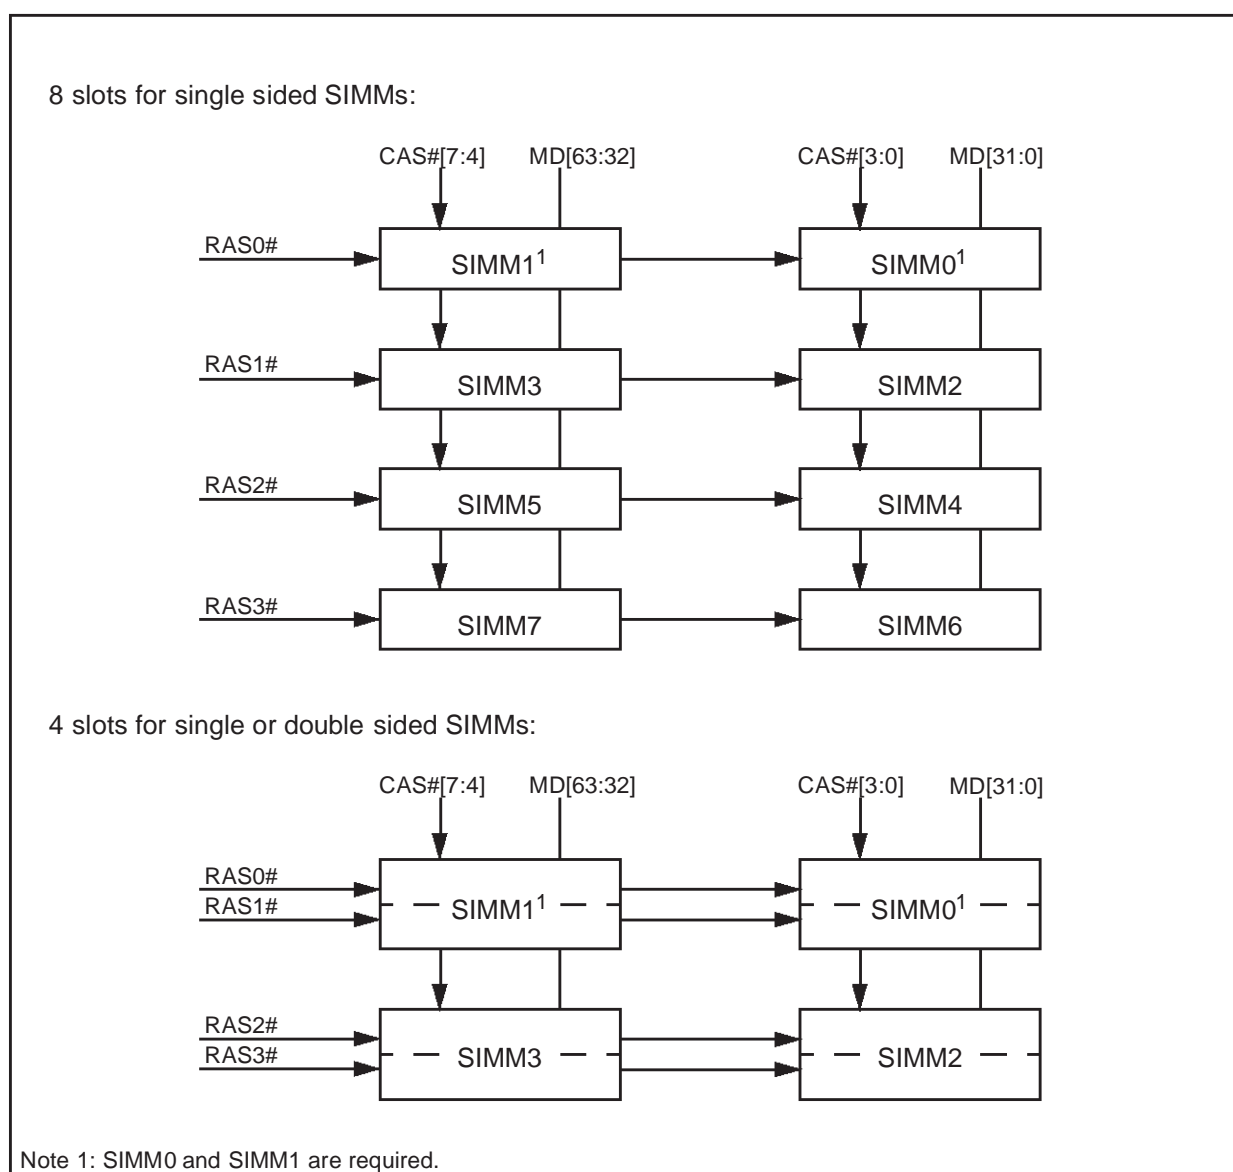 8 slots for single sided SIMMs:
CAS#[7:4] MD[63:32] CAS#[3:0] MD[31:0]
RAS0# SIMM1¹ SIMM0¹
RAS1# SIMM3 SIMM2
RAS2# SIMM5 SIMM4
RAS3# SIMM7 SIMM6
4 slots for single or double sided SIMMs:
CAS#[7:4] MD[63:32] CAS#[3:0] MD[31:0]
RAS0#
RAS1# SIMM1¹ SIMM0¹
RAS2#
RAS3# SIMM3 SIMM2
Note 1: SIMM0 and SIMM1 are required.